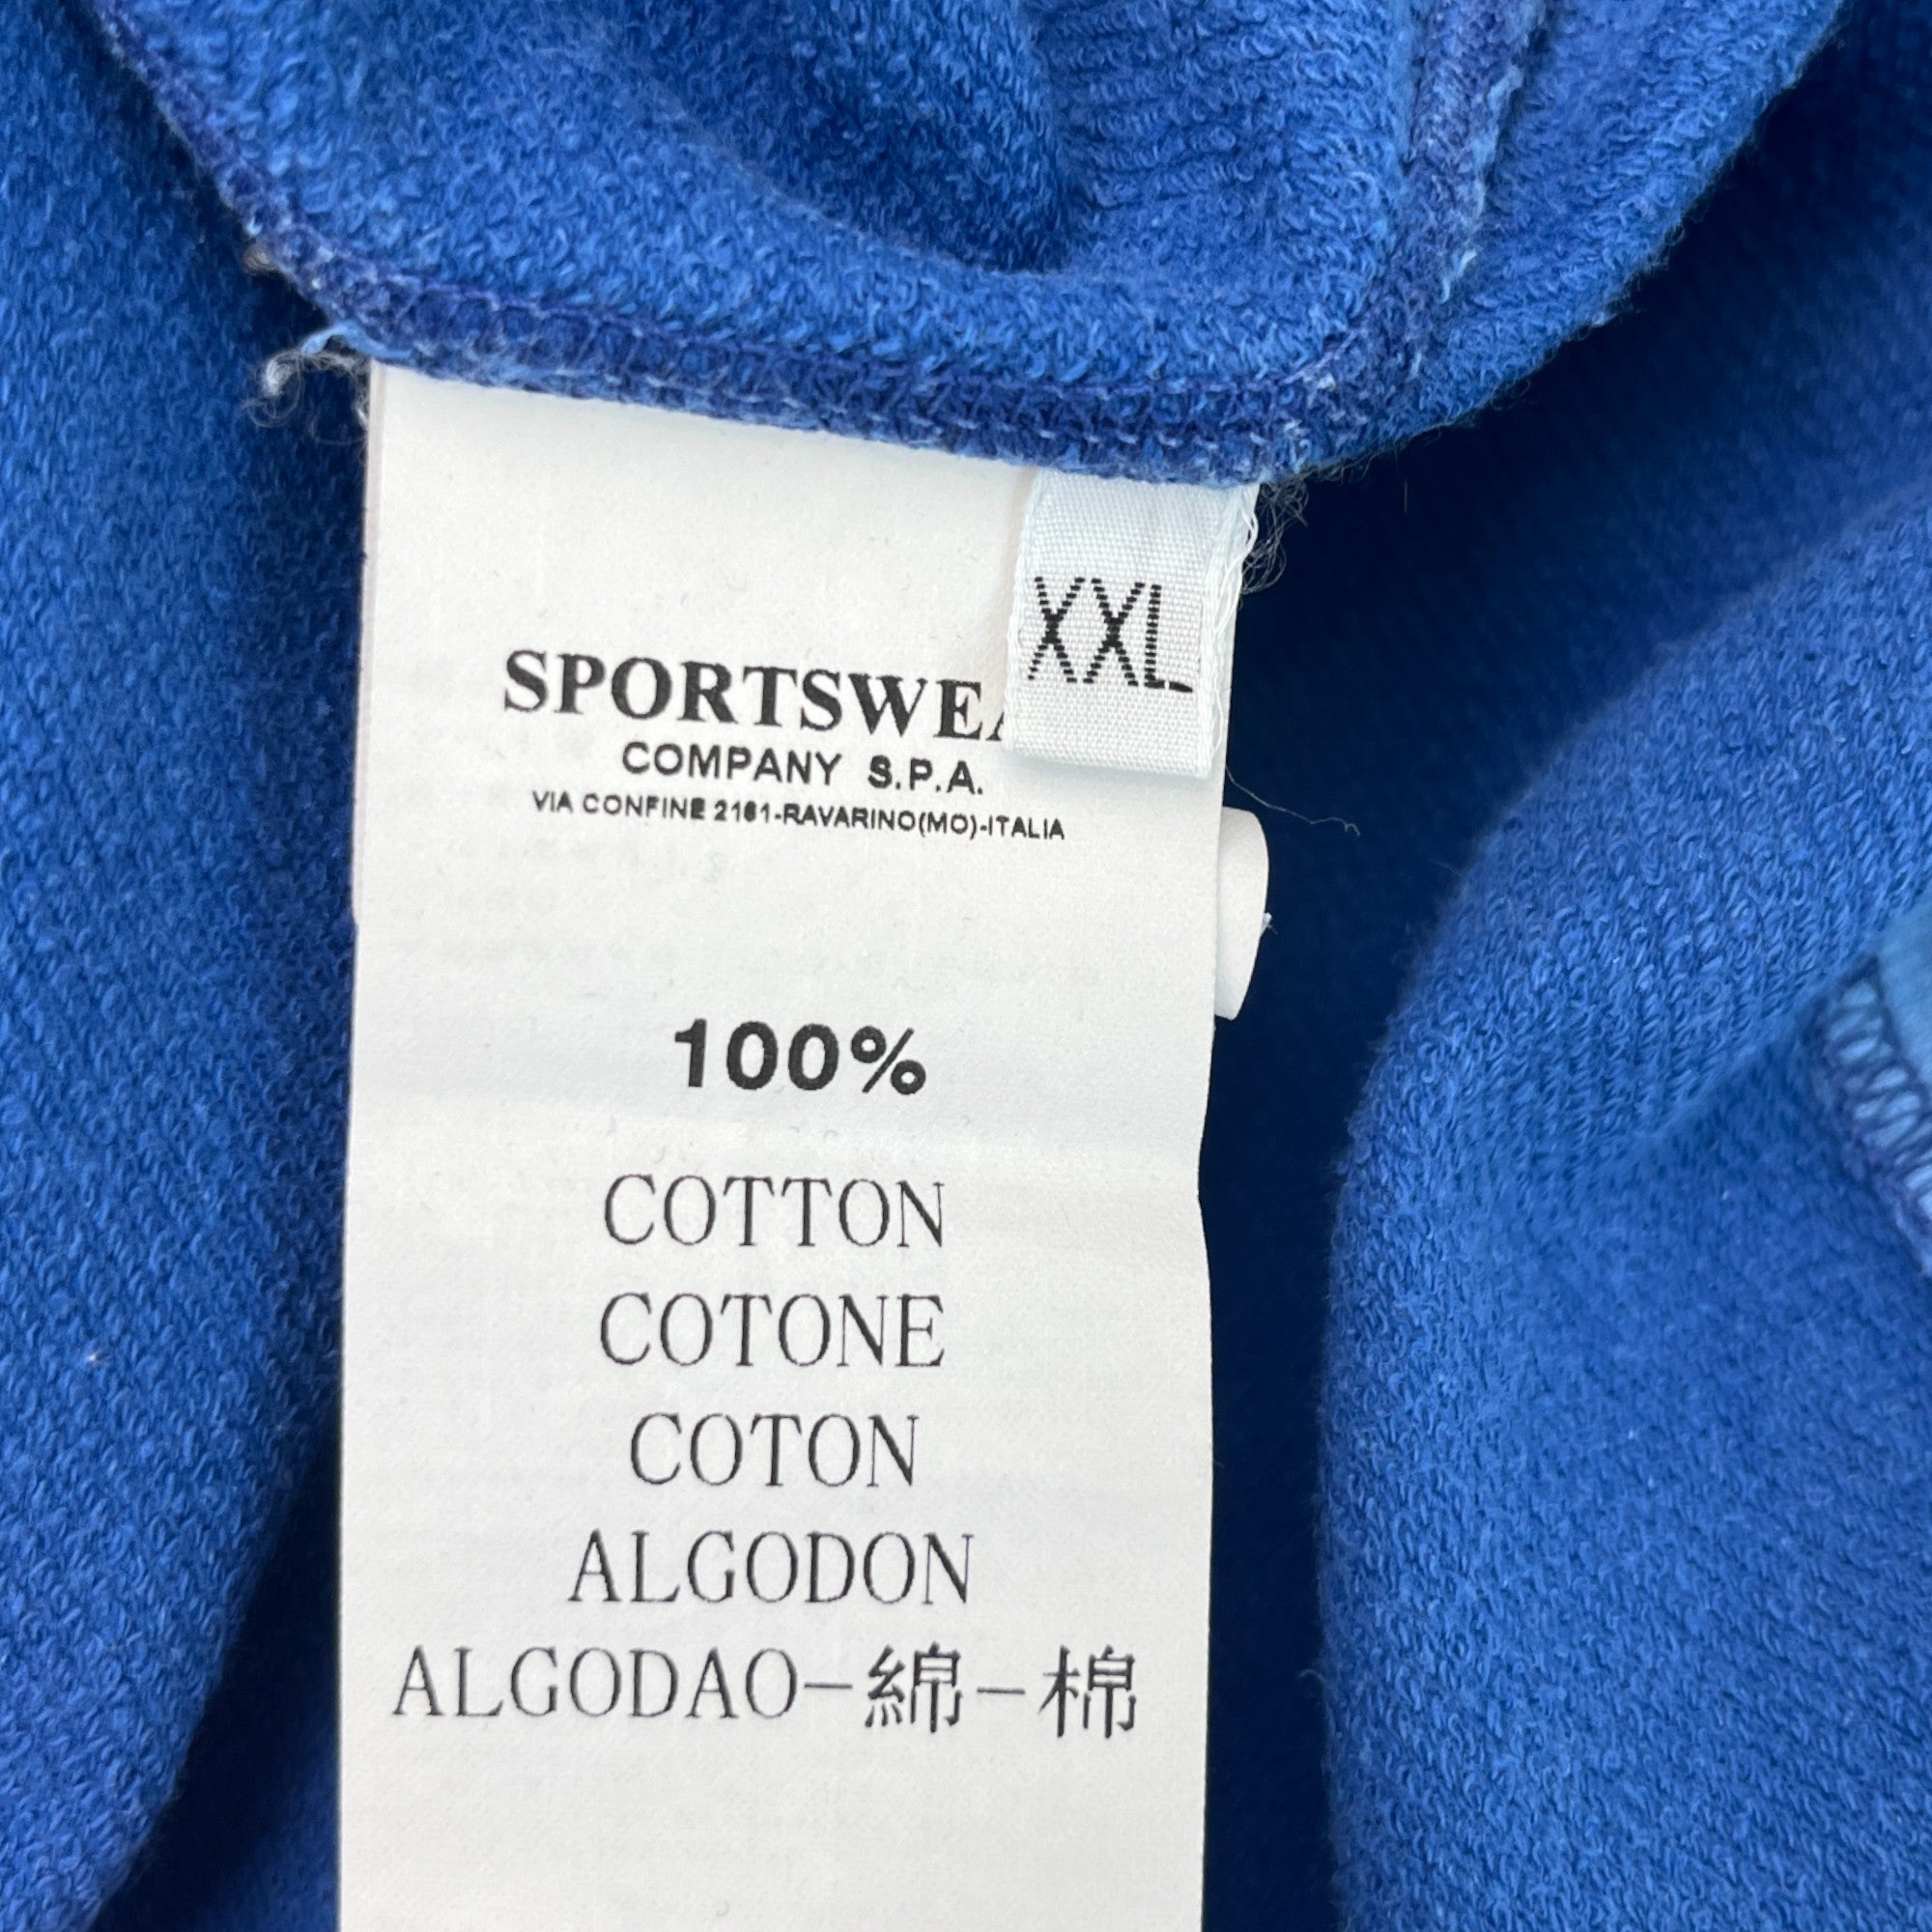 XXL
SPORTSWEA
COMPANY S.P.A.
VIA CONFINE 2161-RAVARINO(MO)-ITALIA
100%
COTTON
COTONE
COTON
ALGODON
ALGODAO-綿-棉